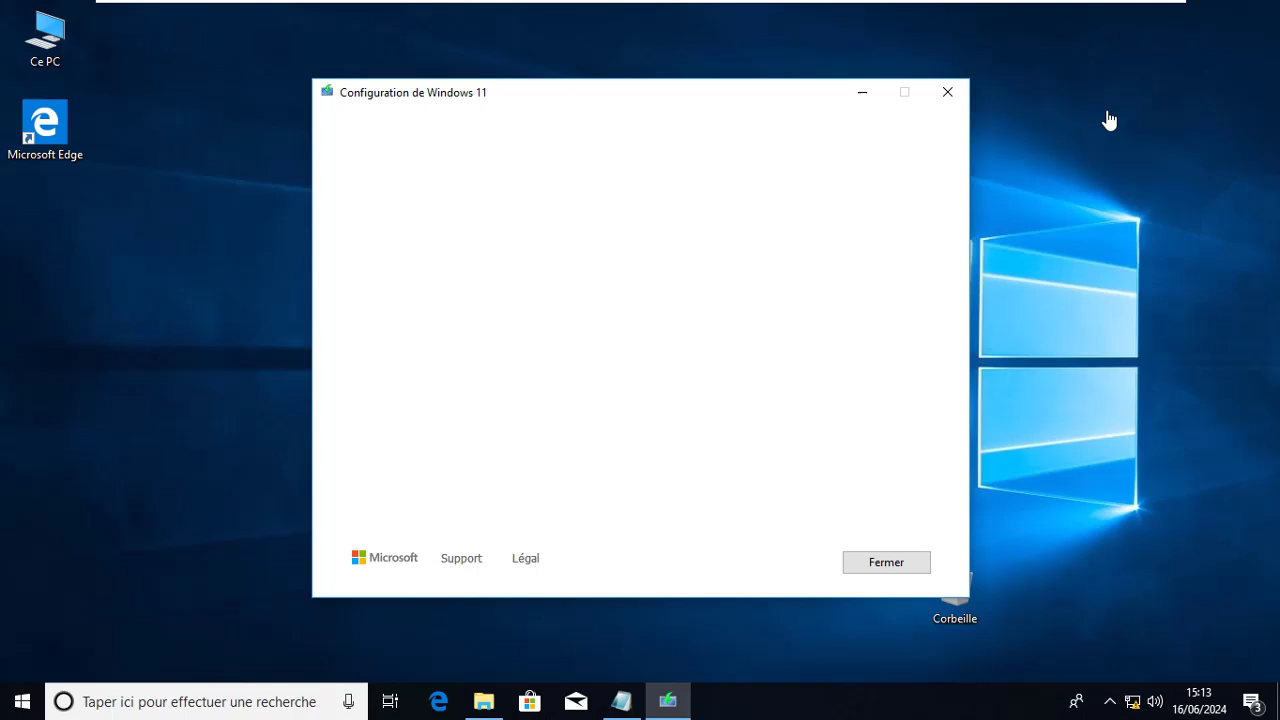 Ce PC
Microsoft Edge
Configuration de Windows 11
Microsoft
Support
Légal
Fermer
Corbeille
Taper ici pour effectuer une recherche
15:13
16/06/2024
3